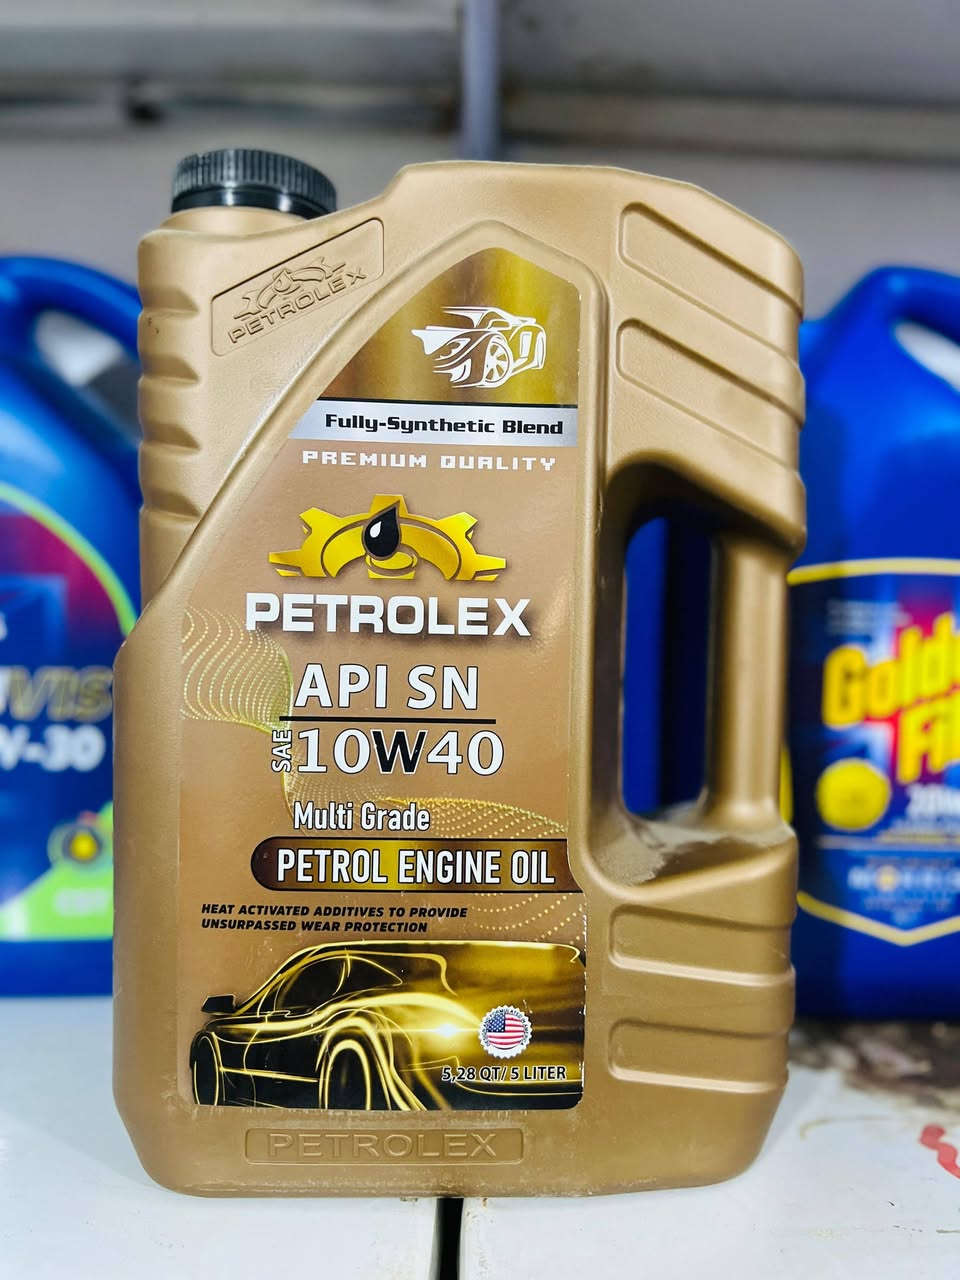 PETROLEX
Fully-Synthetic Blend
PREMIUM QUALITY
PETROLEX
API SN
SAE 10W40
Multi Grade
PETROL ENGINE OIL
HEAT ACTIVATED ADDITIVES TO PROVIDE
UNSURPASSED WEAR PROTECTION
5,28 QT/ 5 LITER
PETROLEX